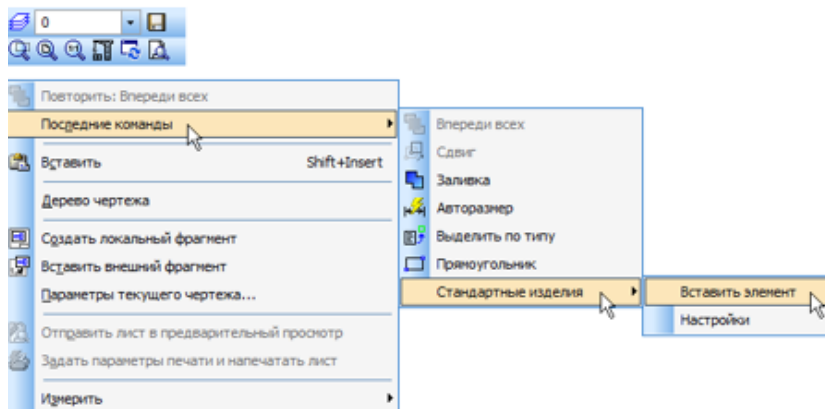 0
Повторить: Впереди всех
Последние команды
Вставить Shift+Insert
Дерево чертежа
Создать локальный фрагмент
Вставить внешний фрагмент
Параметры текущего чертежа...
Отправить лист в предварительный просмотр
Задать параметры печати и напечатать лист
Измерить
Впереди всех
Сдвиг
Заливка
Авторазмер
Выделить по типу
Прямоугольник
Стандартные изделия
Вставить элемент
Настройки